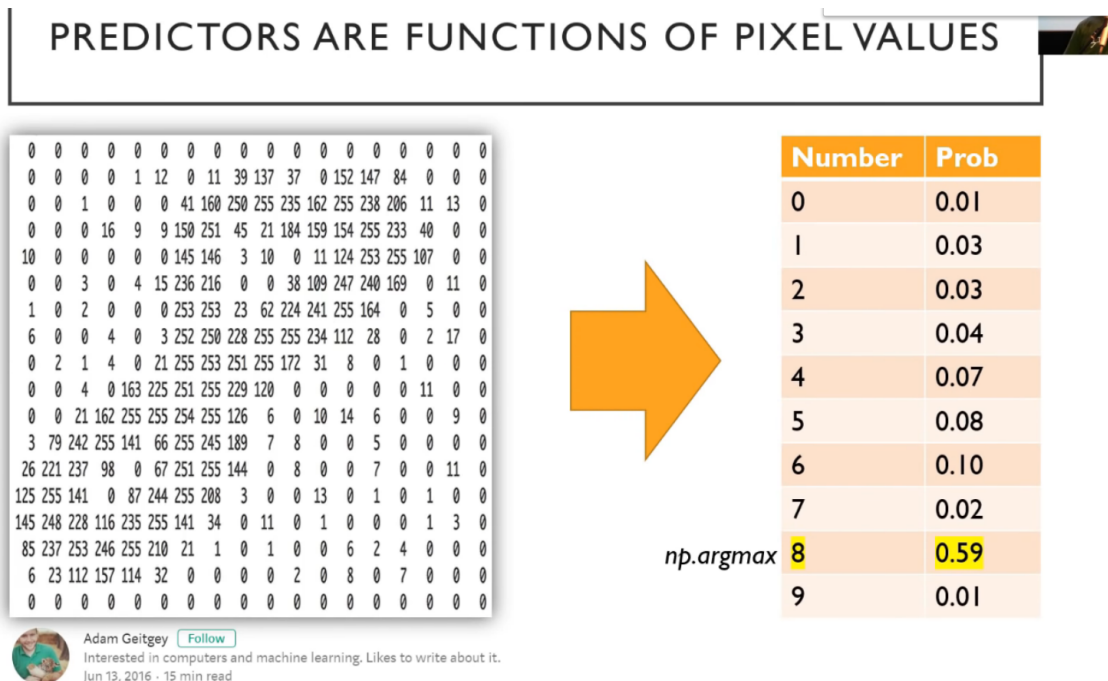 PREDICTORS ARE FUNCTIONS OF PIXEL VALUES
0 0 0 0 0 0 0 0 0 0 0 0 0 0 0 0 0 0
0 0 0 0 1 12 0 11 39 137 37 0 152 147 84 0 0 0
0 0 1 0 0 0 41 160 250 255 235 162 255 238 206 11 13 0
0 0 0 16 9 9 150 251 45 21 184 159 154 255 233 40 0 0
10 0 0 0 0 0 145 146 3 10 0 11 124 253 255 107 0 0
0 0 3 0 4 15 236 216 0 0 38 109 247 240 169 0 11 0
1 0 2 0 0 0 253 253 23 62 224 241 255 164 0 5 0 0
6 0 0 4 0 3 252 250 228 255 255 234 112 28 0 2 17 0
0 2 1 4 0 21 255 253 251 255 172 31 8 0 1 0 0 0
0 0 4 0 163 225 251 255 229 120 0 0 0 0 0 11 0 0
0 0 21 162 255 255 254 255 126 6 0 10 14 6 0 0 9 0
3 79 242 255 141 66 255 245 189 7 8 0 0 5 0 0 0 0
26 221 237 98 0 67 251 255 144 0 8 0 0 7 0 0 11 0
125 255 141 0 87 244 255 208 3 0 0 13 0 1 0 1 0 0
145 248 228 116 235 255 141 34 0 11 0 1 0 0 0 1 3 0
85 237 253 246 255 210 21 1 0 1 0 0 6 2 4 0 0 0
6 23 112 157 114 32 0 0 0 0 2 0 8 0 7 0 0 0
0 0 0 0 0 0 0 0 0 0 0 0 0 0 0 0 0 0
Adam Geitgey Follow
Interested in computers and machine learning. Likes to write about it.
Jun 13, 2016 · 15 min read
Number Prob
0 0.01
1 0.03
2 0.03
3 0.04
4 0.07
5 0.08
6 0.10
7 0.02
np.argmax 8 0.59
9 0.01